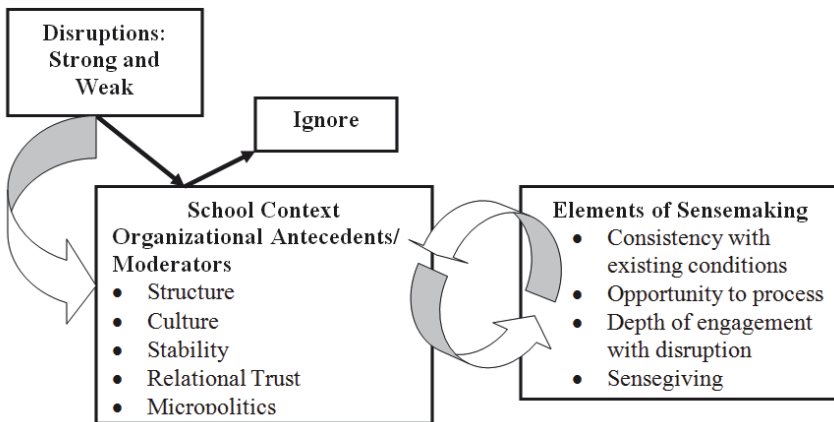 Disruptions:
Strong and
Weak
Ignore
School Context
Organizational Antecedents/
Moderators
• Structure
• Culture
• Stability
• Relational Trust
• Micropolitics
Elements of Sensemaking
• Consistency with
existing conditions
• Opportunity to process
• Depth of engagement
with disruption
• Sensegiving